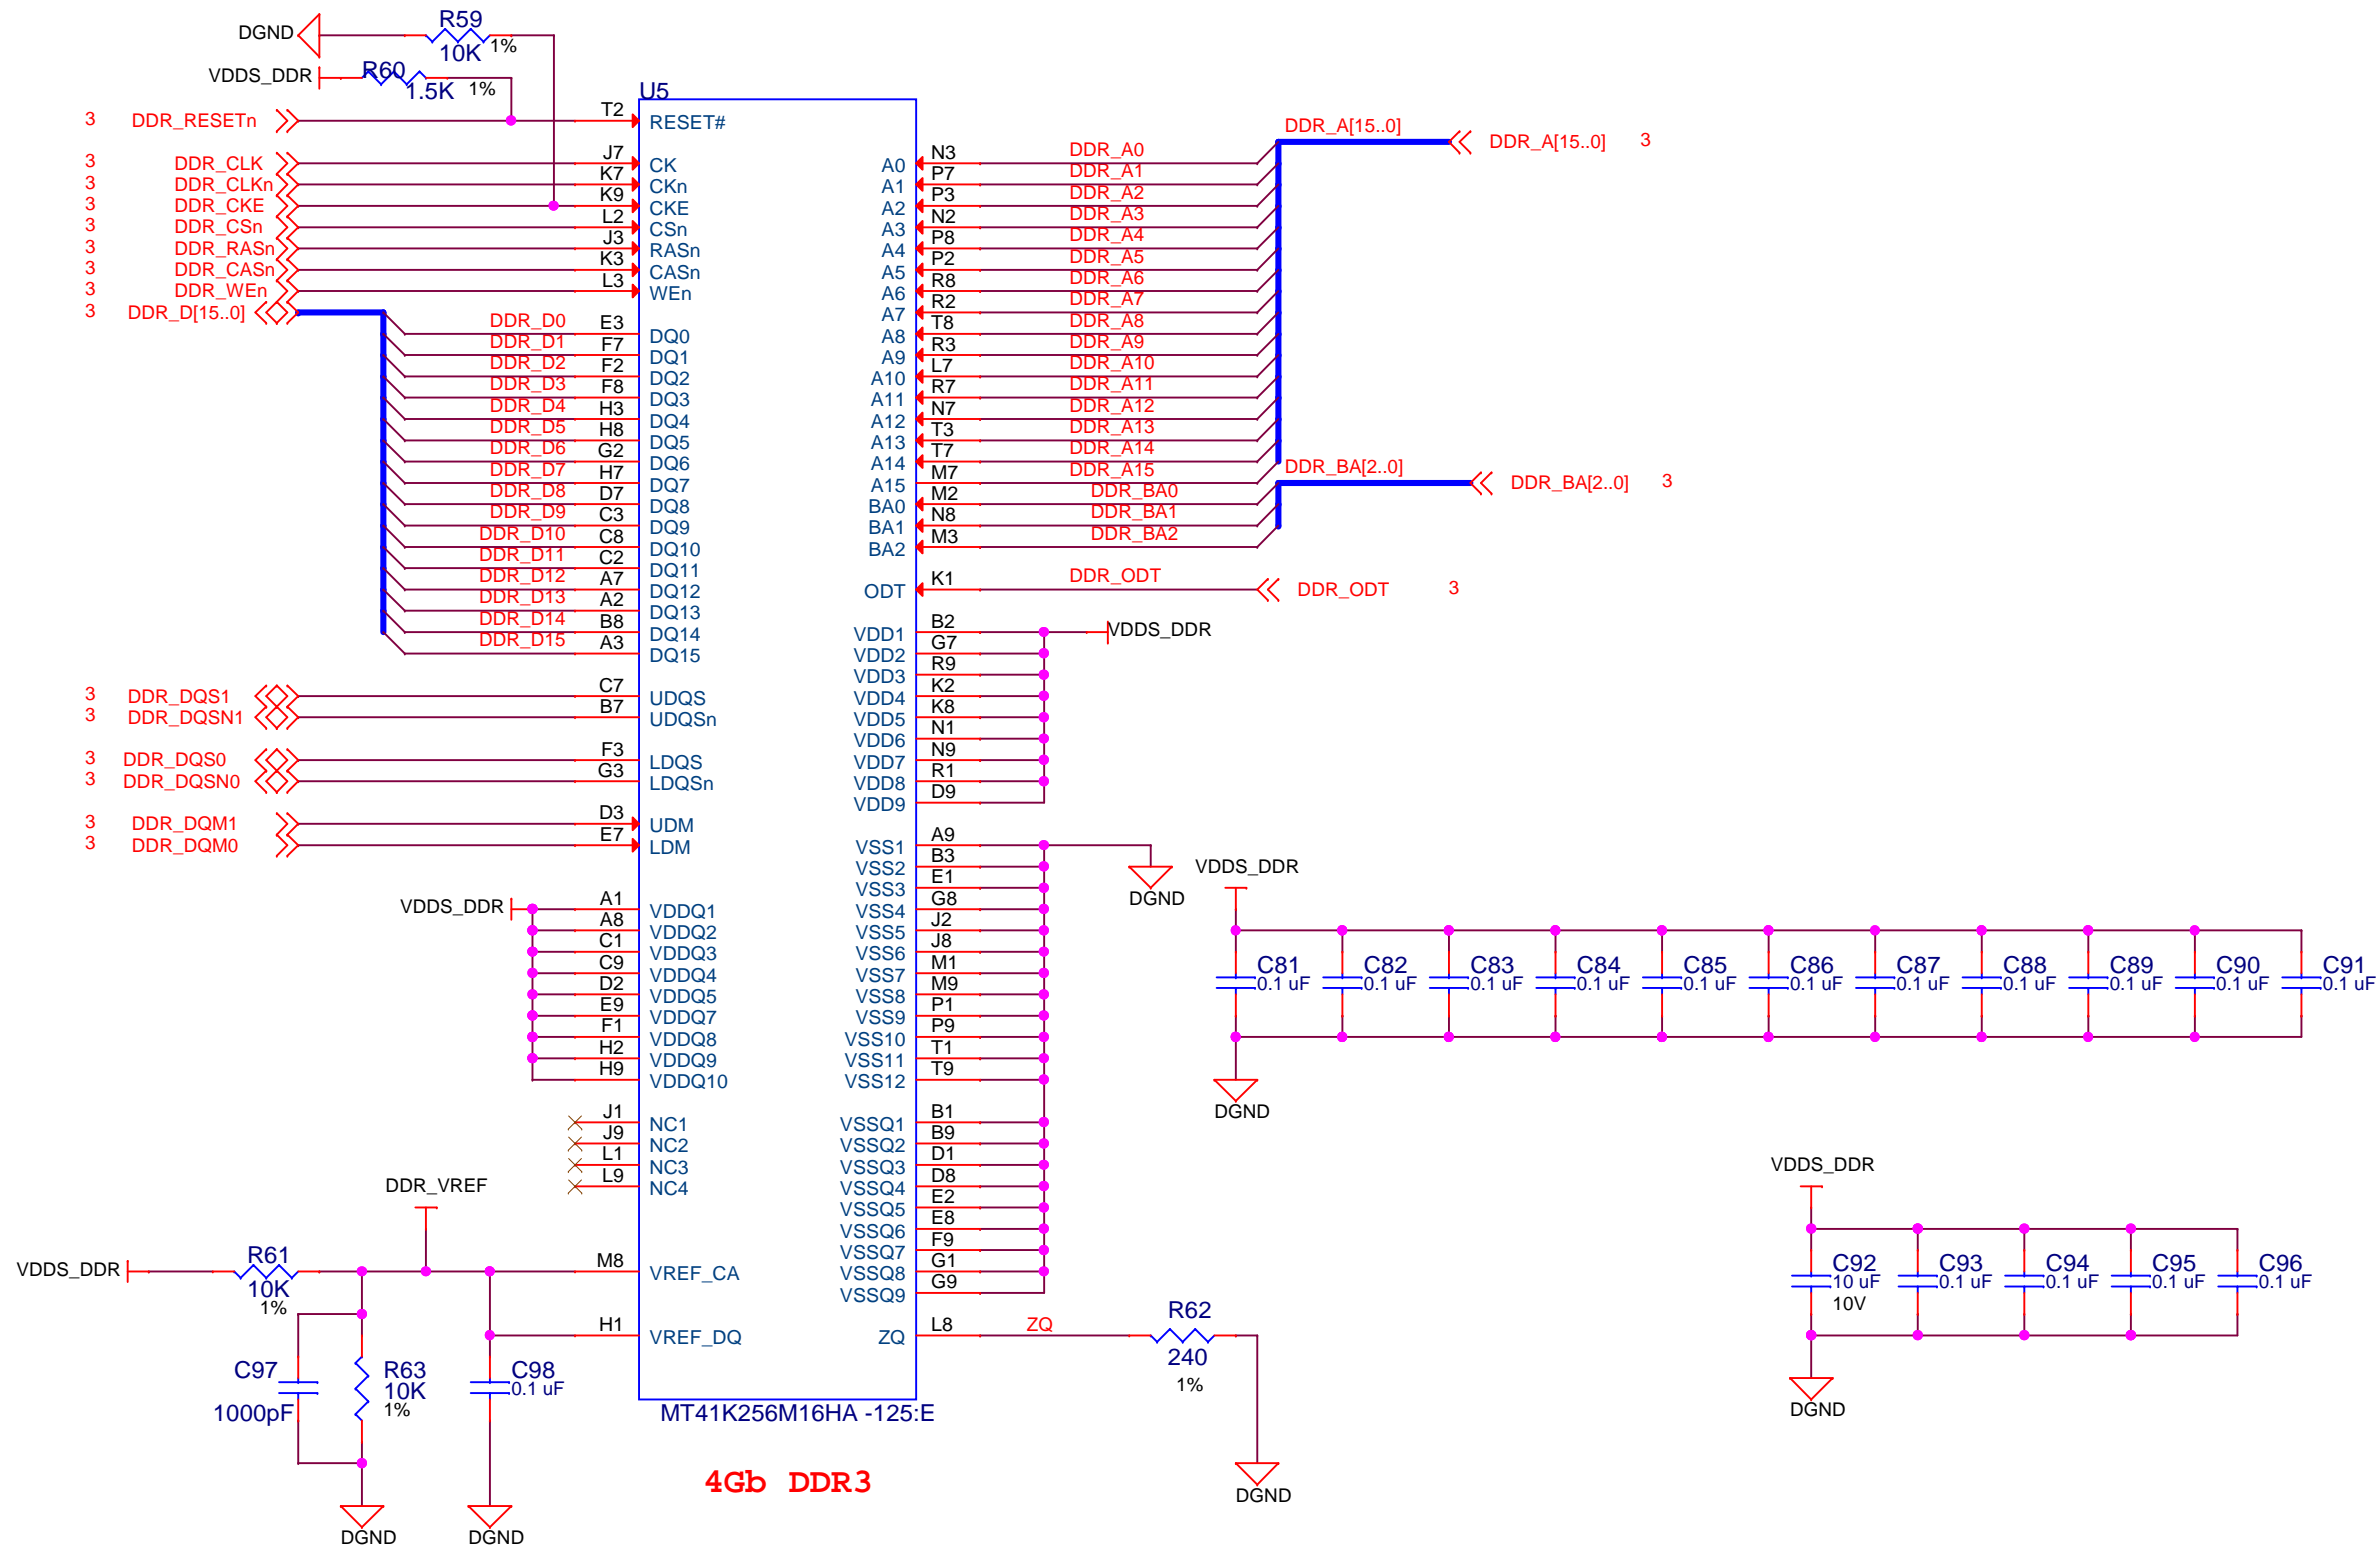 DGND
R59
10K
1%
VDDS_DDR
R60
1.5K
1%
U5
3 DDR_RESETn T2 RESET#
3 DDR_CLK J7 CK
3 DDR_CLKn K7 CKn
3 DDR_CKE K9 CKE
3 DDR_CSn L2 CSn
3 DDR_RASn J3 RASn
3 DDR_CASn K3 CASn
3 DDR_WEn L3 WEn
3 DDR_D[15..0]
DDR_D0 E3 DQ0
DDR_D1 F7 DQ1
DDR_D2 F2 DQ2
DDR_D3 F8 DQ3
DDR_D4 H3 DQ4
DDR_D5 H8 DQ5
DDR_D6 G2 DQ6
DDR_D7 H7 DQ7
DDR_D8 D7 DQ8
DDR_D9 C3 DQ9
DDR_D10 C8 DQ10
DDR_D11 C2 DQ11
DDR_D12 A7 DQ12
DDR_D13 A2 DQ13
DDR_D14 B8 DQ14
DDR_D15 A3 DQ15
3 DDR_DQS1 C7 UDQS
3 DDR_DQSN1 B7 UDQSn
3 DDR_DQS0 F3 LDQS
3 DDR_DQSN0 G3 LDQSn
3 DDR_DQM1 D3 UDM
3 DDR_DQM0 E7 LDM
VDDS_DDR A1 VDDQ1
A8 VDDQ2
C1 VDDQ3
C9 VDDQ4
D2 VDDQ5
E9 VDDQ7
F1 VDDQ8
H2 VDDQ9
H9 VDDQ10
J1 NC1
J9 NC2
L1 NC3
L9 NC4
DDR_VREF
VDDS_DDR
R61
10K
1%
M8 VREF_CA
H1 VREF_DQ
C97
1000pF
R63
10K
1%
C98
0.1 uF
DGND
DGND
A0 N3 DDR_A0
A1 P7 DDR_A1
A2 P3 DDR_A2
A3 N2 DDR_A3
A4 P8 DDR_A4
A5 P2 DDR_A5
A6 R8 DDR_A6
A7 R2 DDR_A7
A8 T8 DDR_A8
A9 R3 DDR_A9
A10 L7 DDR_A10
A11 R7 DDR_A11
A12 N7 DDR_A12
A13 T3 DDR_A13
A14 T7 DDR_A14
A15 M7 DDR_A15
DDR_A[15..0] DDR_A[15..0] 3
BA0 M2 DDR_BA0
BA1 N8 DDR_BA1
BA2 M3 DDR_BA2
DDR_BA[2..0] DDR_BA[2..0] 3
ODT K1 DDR_ODT DDR_ODT 3
VDD1 B2 VDDS_DDR
VDD2 G7
VDD3 R9
VDD4 K2
VDD5 K8
VDD6 N1
VDD7 N9
VDD8 R1
VDD9 D9
VSS1 A9
VSS2 B3
VSS3 E1
VSS4 G8
VSS5 J2
VSS6 J8
VSS7 M1
VSS8 M9
VSS9 P1
VSS10 P9
VSS11 T1
VSS12 T9
DGND
VSSQ1 B1
VSSQ2 B9
VSSQ3 D1
VSSQ4 D8
VSSQ5 E2
VSSQ6 E8
VSSQ7 F9
VSSQ8 G1
VSSQ9 G9
ZQ L8 ZQ
R62
240
1%
DGND
MT41K256M16HA -125:E
4Gb DDR3
VDDS_DDR
C81 C82 C83 C84 C85 C86 C87 C88 C89 C90 C91
0.1 uF 0.1 uF 0.1 uF 0.1 uF 0.1 uF 0.1 uF 0.1 uF 0.1 uF 0.1 uF 0.1 uF 0.1 uF
DGND
VDDS_DDR
C92 C93 C94 C95 C96
10 uF 0.1 uF 0.1 uF 0.1 uF 0.1 uF
10V
DGND